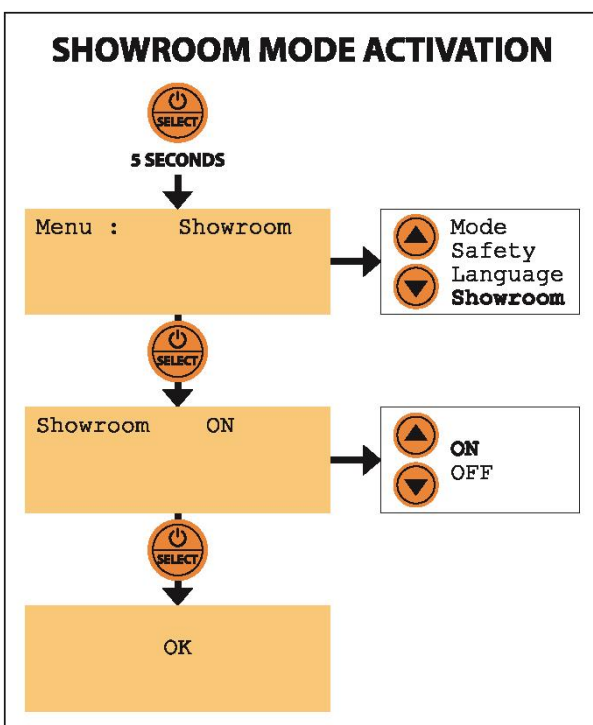 SHOWROOM MODE ACTIVATION
SELECT
5 SECONDS
Menu : Showroom
Mode
Safety
Language
Showroom
SELECT
Showroom ON
ON
OFF
SELECT
OK